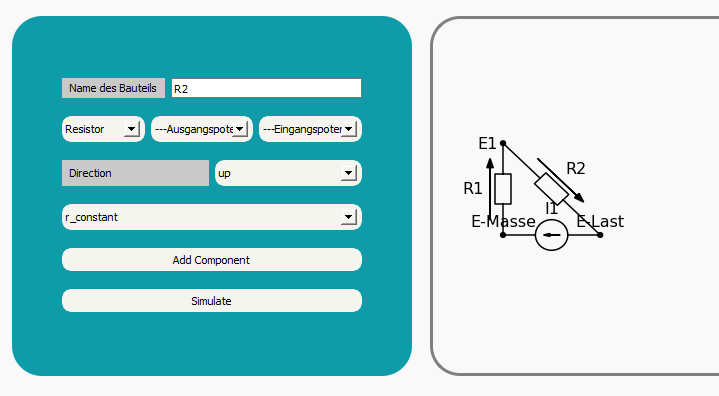 Name des Bauteils
R2
Resistor
---Ausgangspote
---Eingangspoter
Direction
up
r_constant
Add Component
Simulate
E1
R2
R1
I1
E-Masse
E-Last